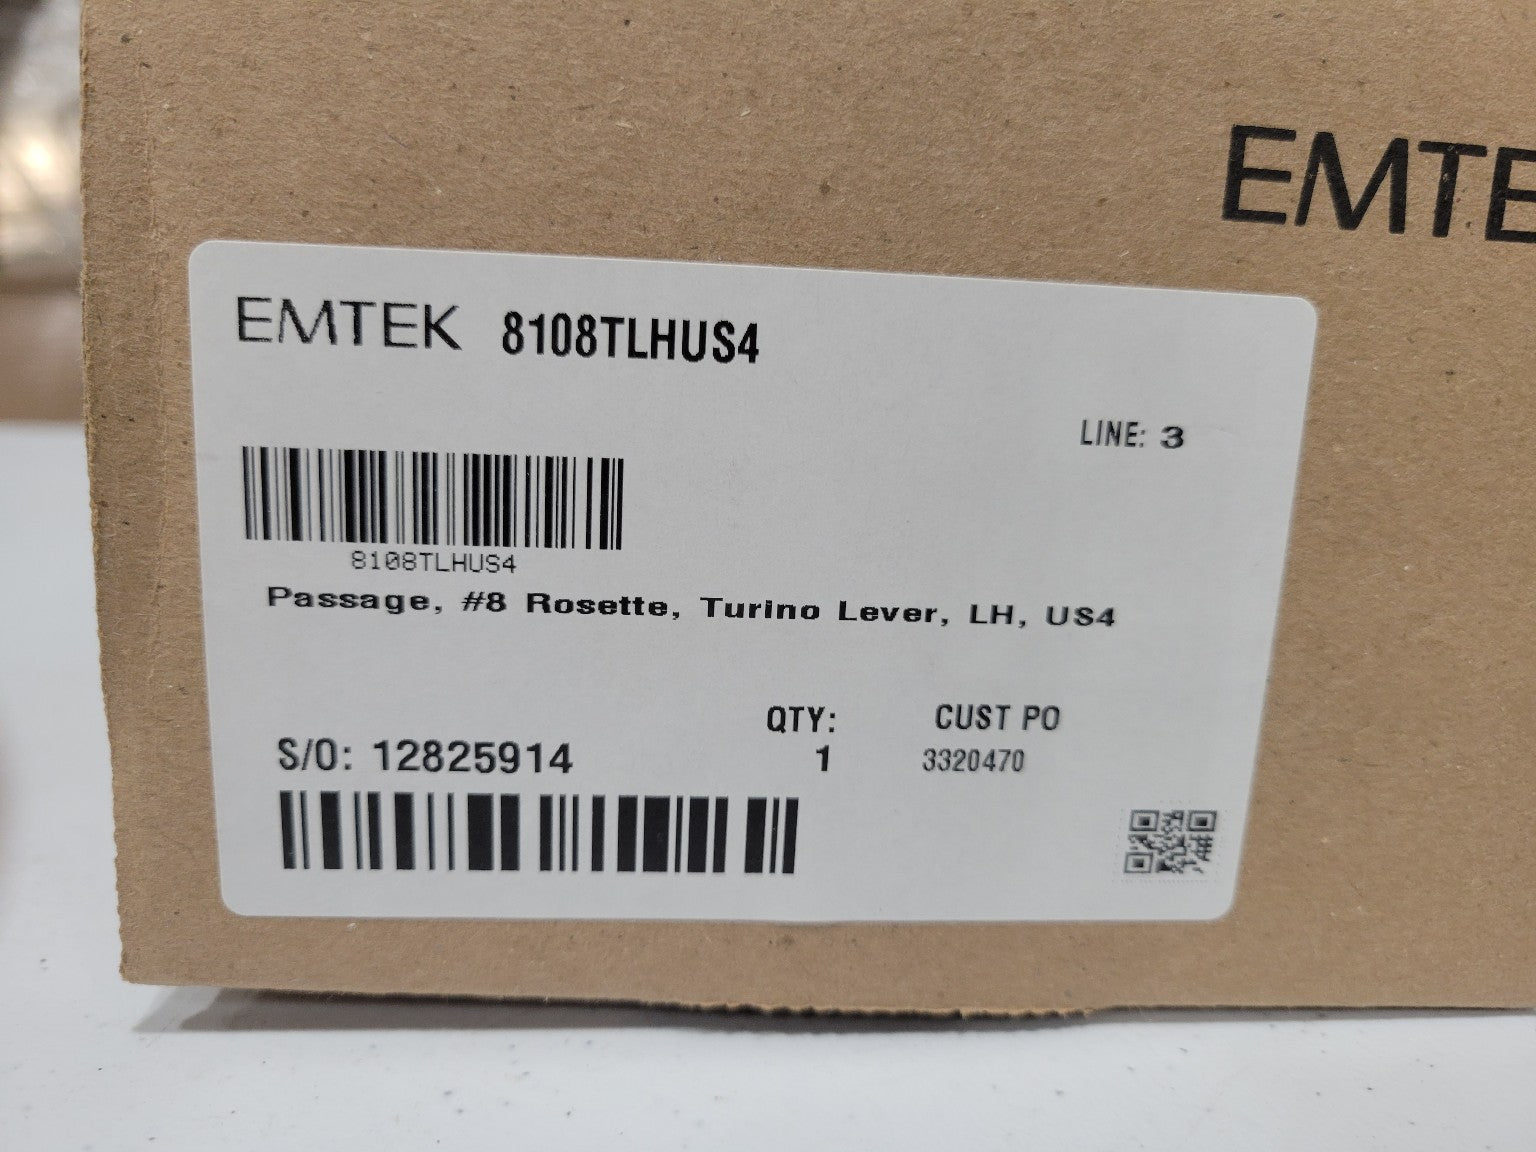 EMTE
EMTEK 8108TLHUS4
LINE: 3
8108TLHUS4
Passage, #8 Rosette, Turino Lever, LH, US4
QTY: CUST PO
S/O: 12825914 1 3320470